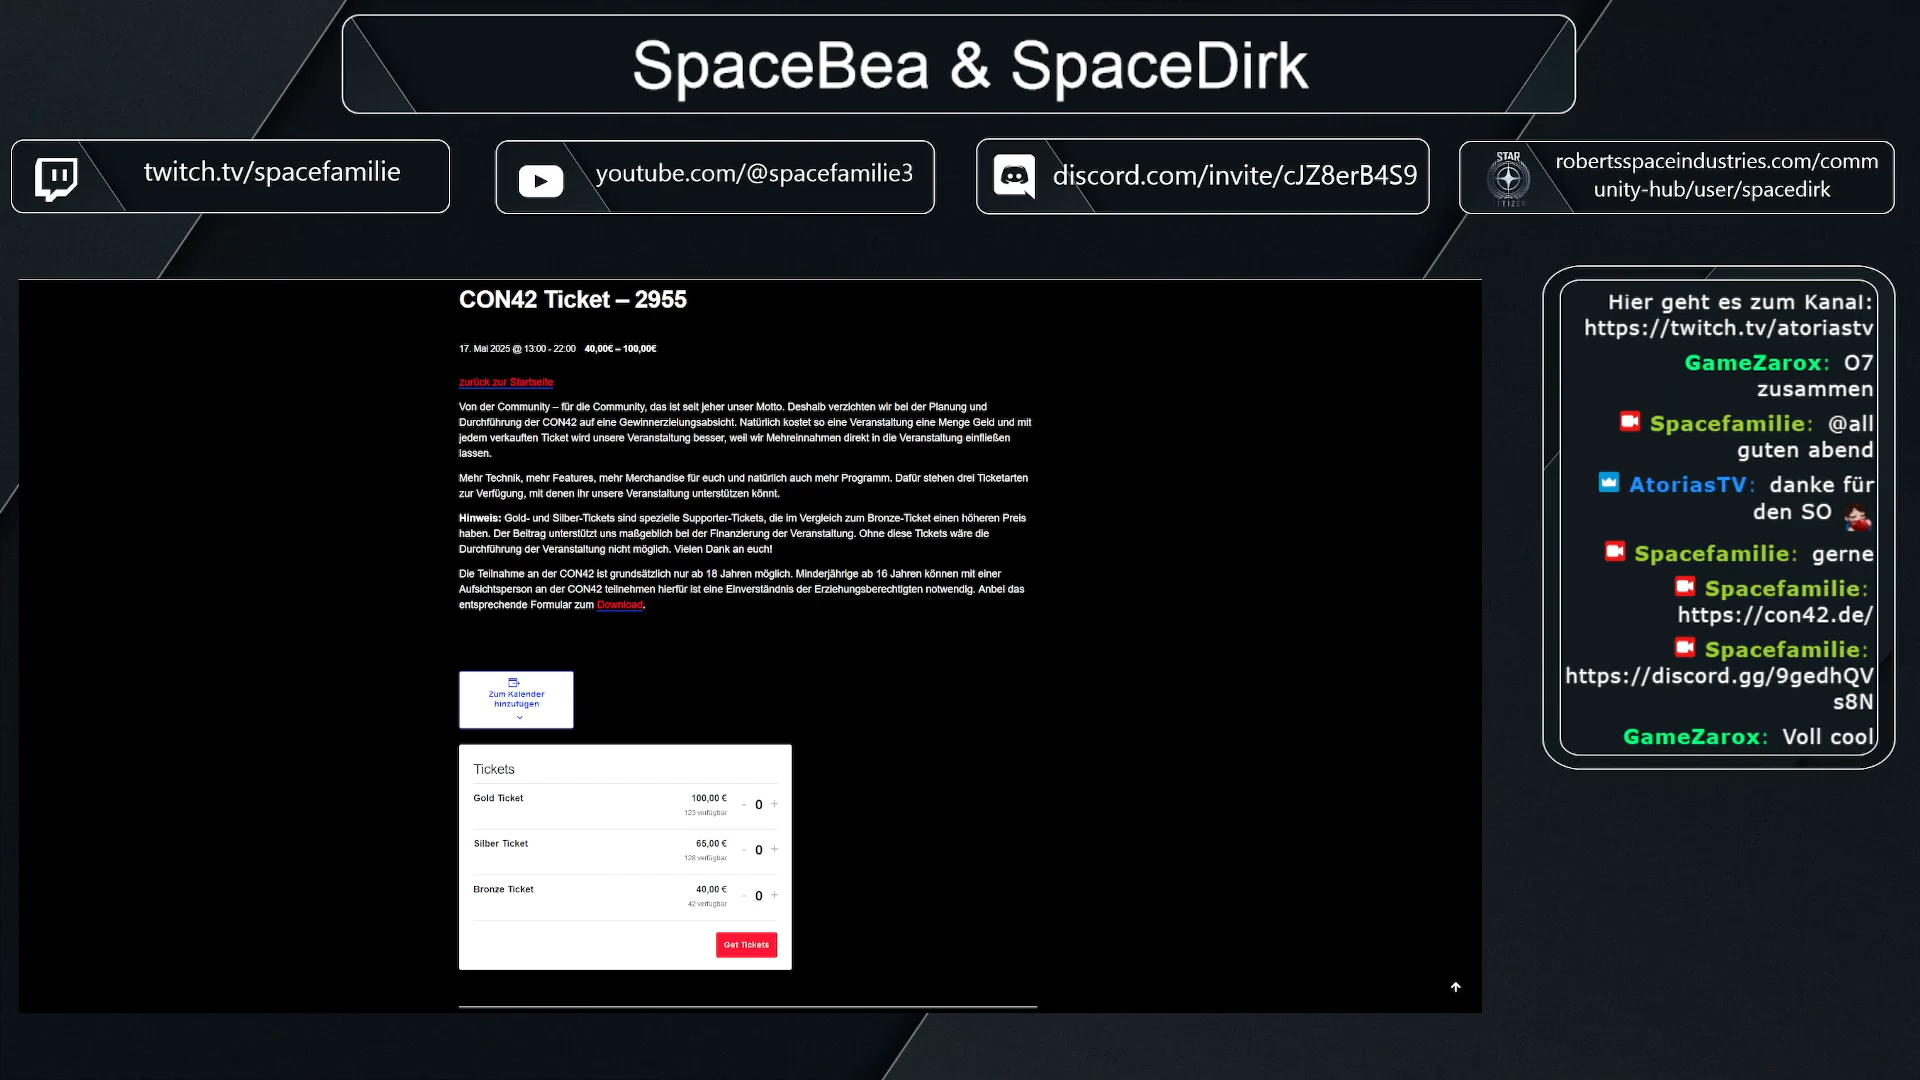 SpaceBea & SpaceDirk
twitch.tv/spacefamilie
youtube.com/@spacefamilie3
discord.com/invite/cJZ8erB4S9
STAR
robertsspaceindustries.com/comm
unity-hub/user/spacedirk
CON42 Ticket – 2955
17. Mai 2025 @ 13:00 - 22:00 40,00€ – 100,00€
zurück zur Startseite
Von der Community – für die Community, das ist seit jeher unser Motto. Deshalb verzichten wir bei der Planung und
Durchführung der CON42 auf eine Gewinnerzielungsabsicht. Natürlich kostet so eine Veranstaltung eine Menge Geld und mit
jedem verkauften Ticket wird unsere Veranstaltung besser, weil wir Mehreinnahmen direkt in die Veranstaltung einfließen
lassen.
Mehr Technik, mehr Features, mehr Merchandise für euch und natürlich auch mehr Programm. Dafür stehen drei Ticketarten
zur Verfügung, mit denen ihr unsere Veranstaltung unterstützen könnt.
Hinweis: Gold- und Silber-Tickets sind spezielle Supporter-Tickets, die im Vergleich zum Bronze-Ticket einen höheren Preis
haben. Der Beitrag unterstützt uns maßgeblich bei der Finanzierung der Veranstaltung. Ohne diese Tickets wäre die
Durchführung der Veranstaltung nicht möglich. Vielen Dank an euch!
Die Teilnahme an der CON42 ist grundsätzlich nur ab 18 Jahren möglich. Minderjährige ab 16 Jahren können mit einer
Aufsichtsperson an der CON42 teilnehmen hierfür ist eine Einverständnis der Erziehungsberechtigten notwendig. Anbei das
entsprechende Formular zum Download.
Zum Kalender
hinzufügen
Tickets
Gold Ticket 100,00 € - 0 +
123 verfügbar
Silber Ticket 65,00 € - 0 +
128 verfügbar
Bronze Ticket 40,00 € - 0 +
42 verfügbar
Get Tickets
Hier geht es zum Kanal:
https://twitch.tv/atoriastv
GameZarox: O7
zusammen
Spacefamilie: @all
guten abend
AtoriasTV: danke für
den SO
Spacefamilie: gerne
Spacefamilie:
https://con42.de/
Spacefamilie:
https://discord.gg/9gedhQV
s8N
GameZarox: Voll cool